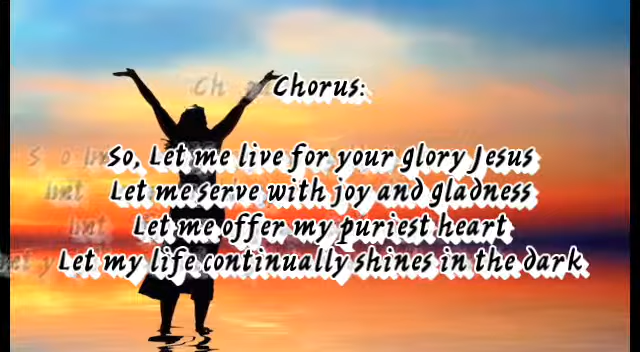 Chorus:
So, Let me live for your glory Jesus
Let me serve with joy and gladness
Let me offer my puriest heart
Let my life continually shines in the dark